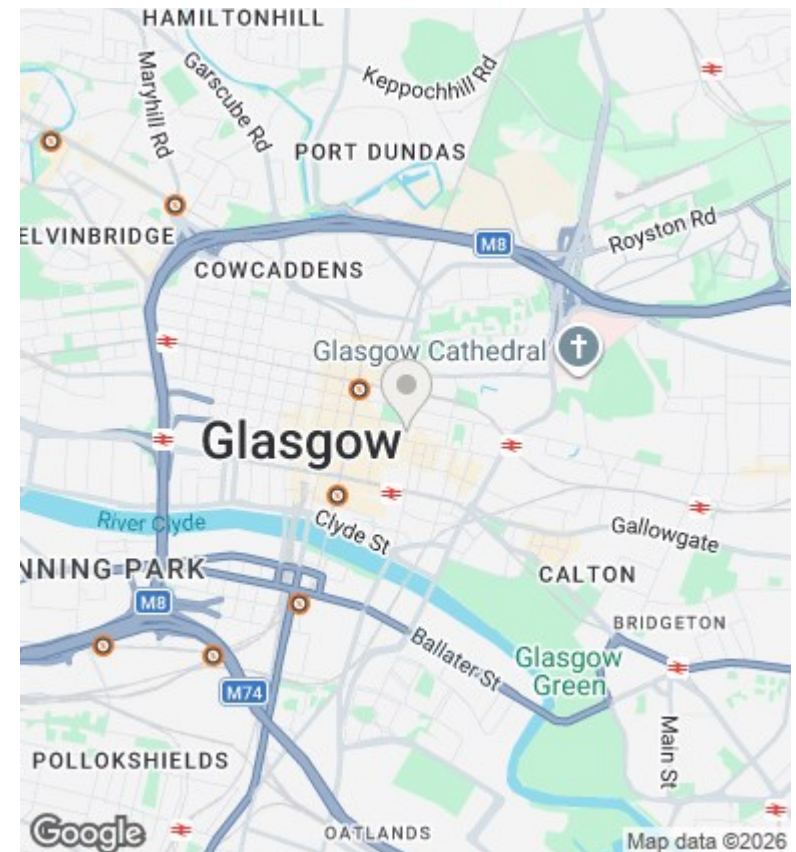 HAMILTONHILL
Maryhill Rd
Garscube Rd
Keppochhill Rd
PORT DUNDAS
ELVINBRIDGE
M8
Royston Rd
COWCADDENS
Glasgow Cathedral
Glasgow
River Clyde
Clyde St
Gallowgate
NNING PARK
CALTON
M8
BRIDGETON
Ballater St
Glasgow
Green
M74
Main St
POLLOKSHIELDS
OATLANDS
Google
Map data ©2026